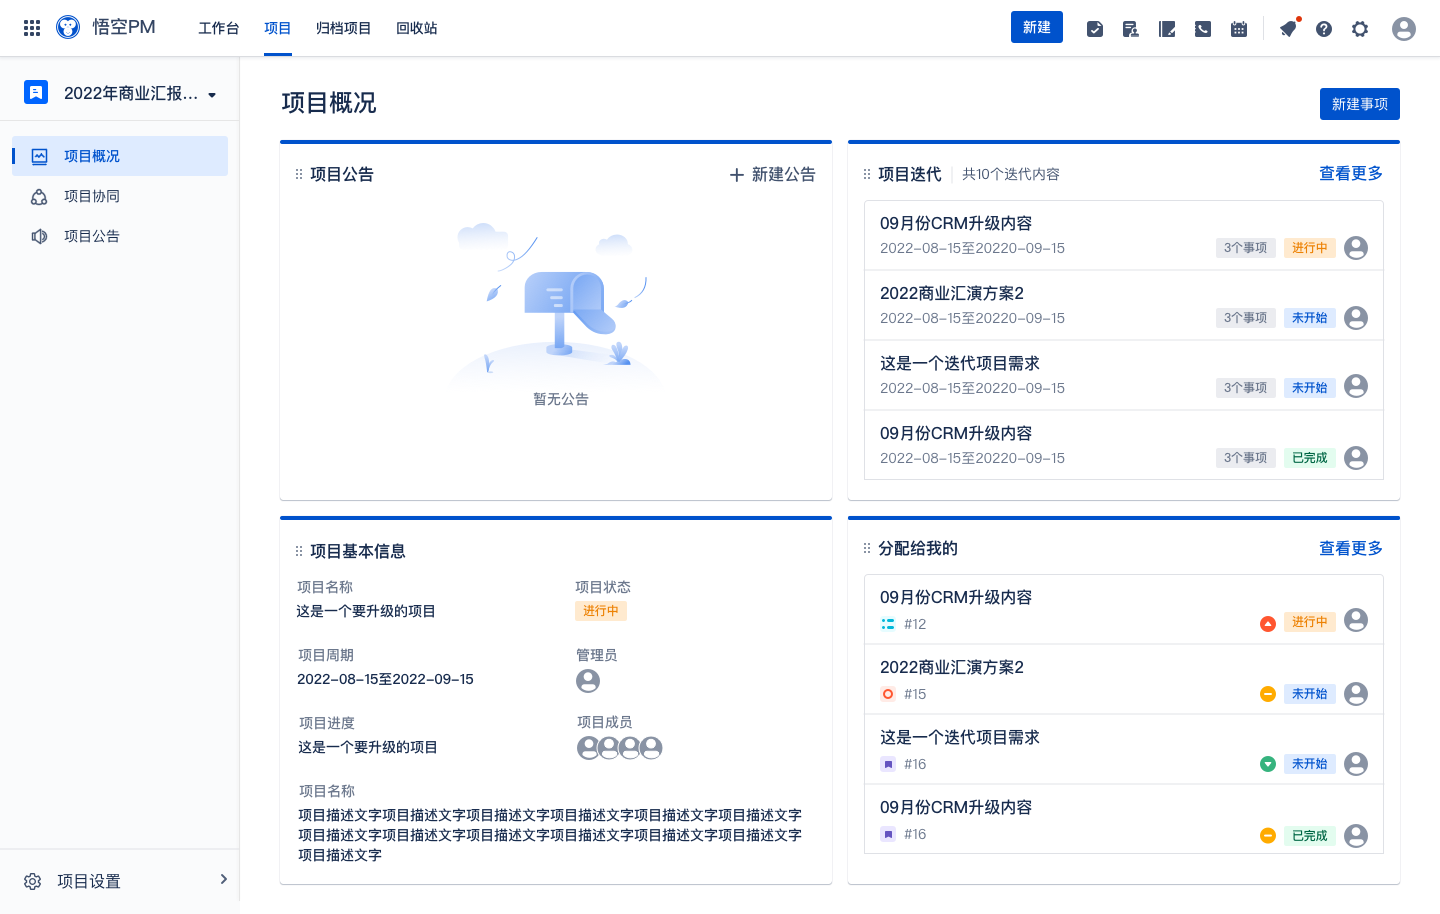 悟空PM
工作台
项目
归档项目
回收站
新建
2022年商业汇报...
项目概况
项目协同
项目公告
项目设置
项目概况
新建事项
项目公告
新建公告
暂无公告
项目迭代
共10个迭代内容
查看更多
09月份CRM升级内容
2022-08-15至20220-09-15
3个事项
进行中
2022商业汇演方案2
2022-08-15至20220-09-15
3个事项
未开始
这是一个迭代项目需求
2022-08-15至20220-09-15
3个事项
未开始
09月份CRM升级内容
2022-08-15至20220-09-15
3个事项
已完成
项目基本信息
项目名称
项目状态
这是一个要升级的项目
进行中
项目周期
管理员
2022-08-15至2022-09-15
项目进度
项目成员
这是一个要升级的项目
项目名称
项目描述文字项目描述文字项目描述文字项目描述文字项目描述文字项目描述文字
项目描述文字项目描述文字项目描述文字项目描述文字项目描述文字项目描述文字
项目描述文字
分配给我的
查看更多
09月份CRM升级内容
#12
进行中
2022商业汇演方案2
#15
未开始
这是一个迭代项目需求
#16
未开始
09月份CRM升级内容
#16
已完成